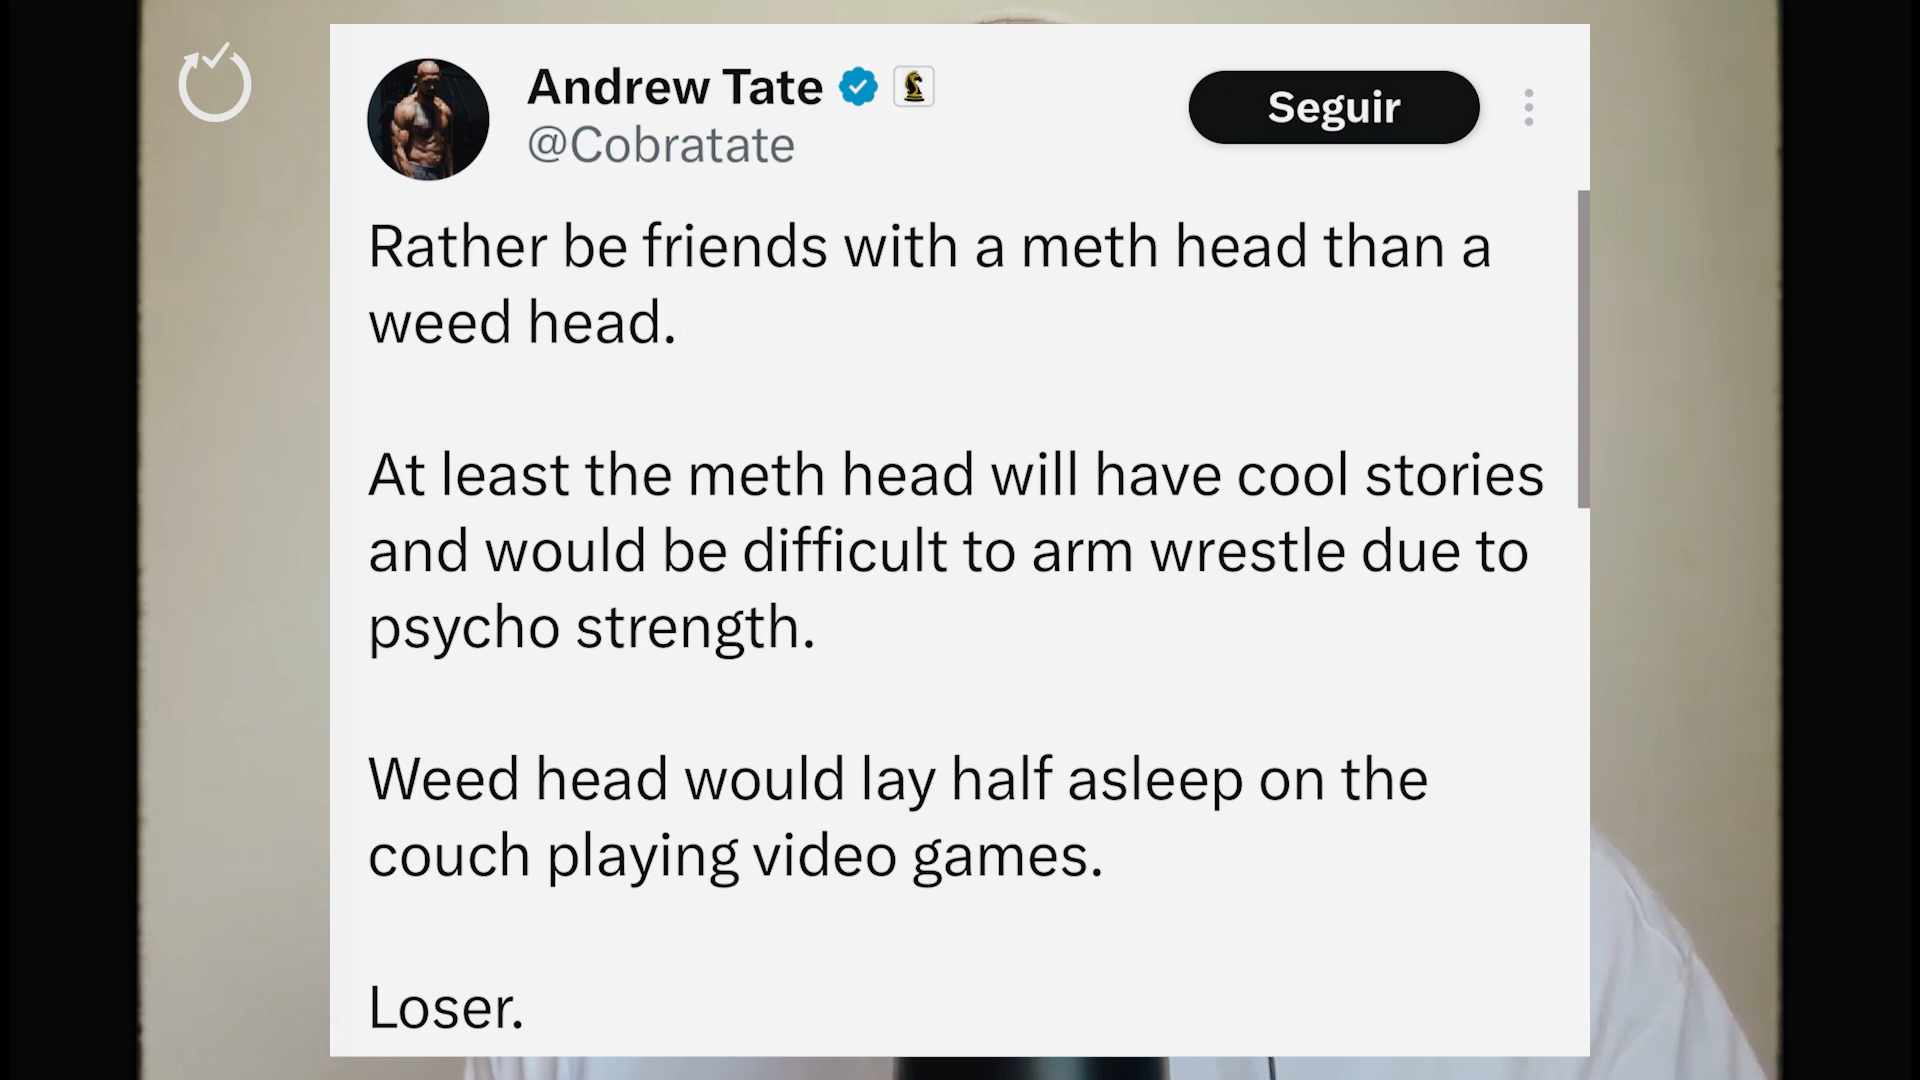 Andrew Tate
@Cobratate
Seguir
Rather be friends with a meth head than a
weed head.
At least the meth head will have cool stories
and would be difficult to arm wrestle due to
psycho strength.
Weed head would lay half asleep on the
couch playing video games.
Loser.